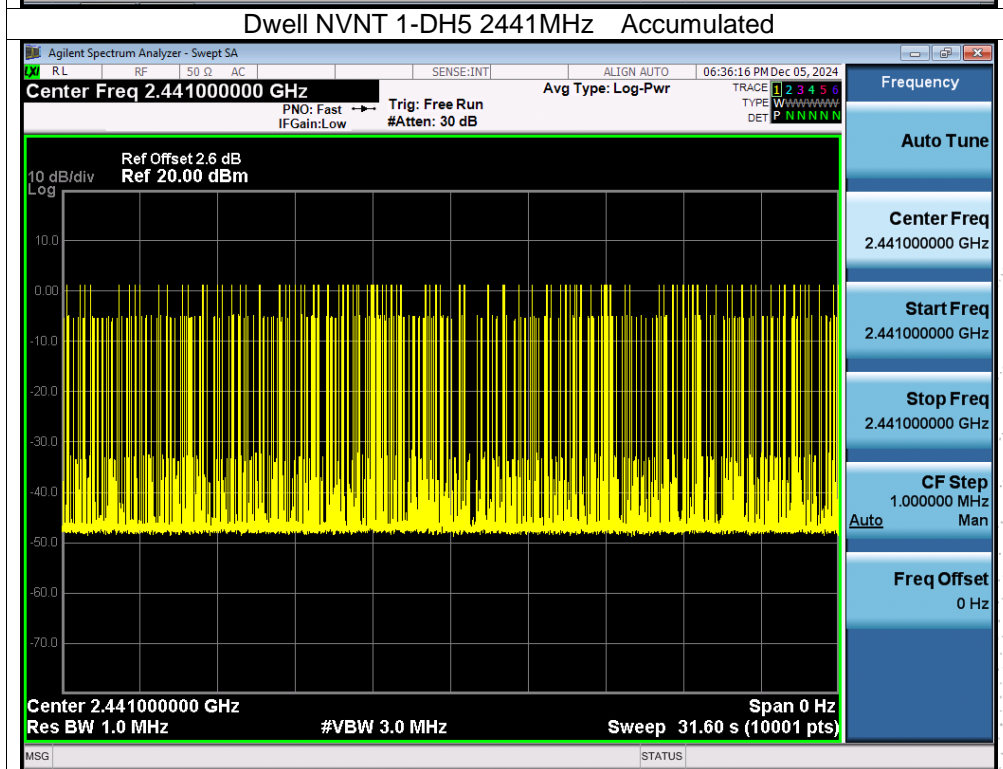 Dwell NVNT 1-DH5 2441MHz Accumulated
Agilent Spectrum Analyzer - Swept SA
LXI RL RF 50 Ω AC SENSE:INT ALIGN AUTO 06:36:16 PM Dec 05, 2024
Center Freq 2.441000000 GHz
PNO: Fast
IFGain:Low
Trig: Free Run
#Atten: 30 dB
Avg Type: Log-Pwr
TRACE 1 2 3 4 5 6
TYPE WWWWWWW
DET P N N N N N
Ref Offset 2.6 dB
10 dB/div Ref 20.00 dBm
Log
10.0
0.00
-10.0
-20.0
-30.0
-40.0
-50.0
-60.0
-70.0
Center 2.441000000 GHz Span 0 Hz
Res BW 1.0 MHz #VBW 3.0 MHz Sweep 31.60 s (10001 pts)
MSG STATUS
Frequency
Auto Tune
Center Freq
2.441000000 GHz
Start Freq
2.441000000 GHz
Stop Freq
2.441000000 GHz
CF Step
1.000000 MHz
Auto Man
Freq Offset
0 Hz